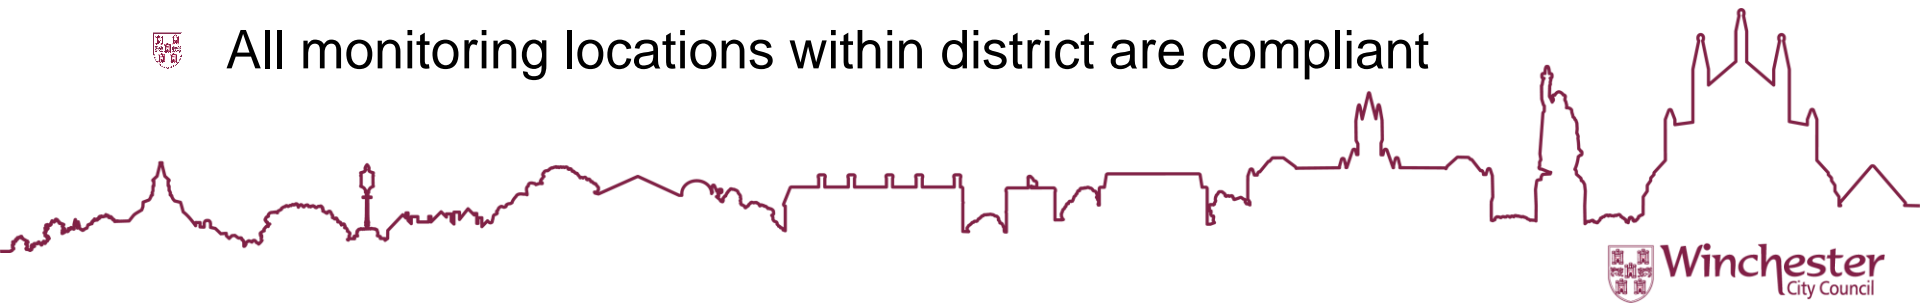 All monitoring locations within district are compliant
Winchester
City Council